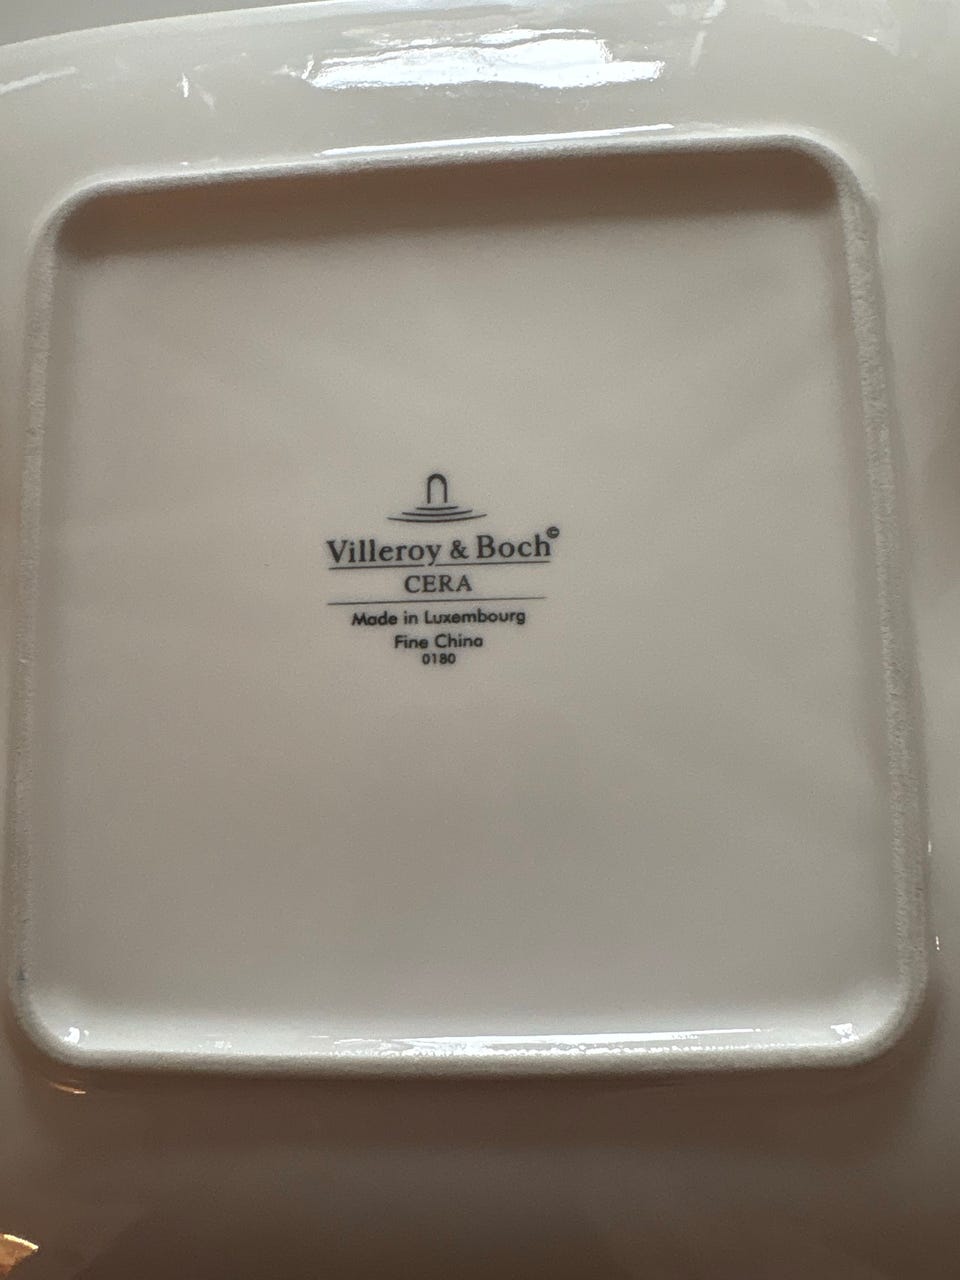 Villeroy & Boch©
CERA
Made in Luxembourg
Fine China
0180